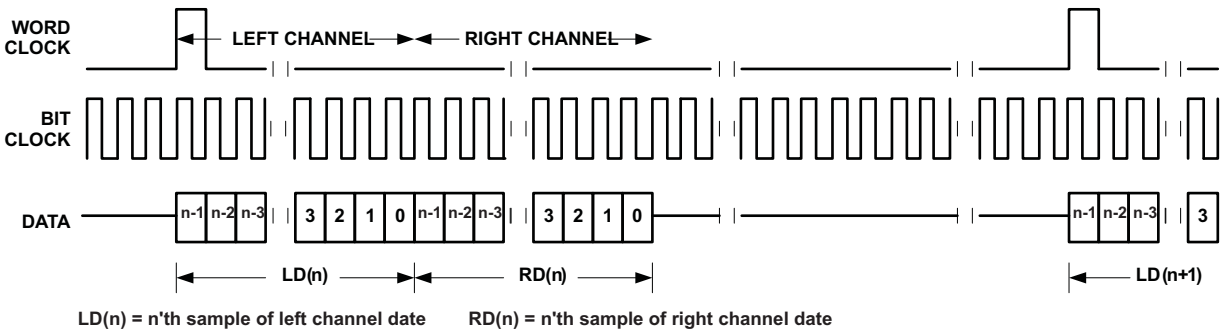 WORD CLOCK
LEFT CHANNEL RIGHT CHANNEL
BIT CLOCK
DATA
n-1 n-2 n-3 3 2 1 0 n-1 n-2 n-3 3 2 1 0 n-1 n-2 n-3 3
LD(n) RD(n) LD(n+1)
LD(n) = n'th sample of left channel date RD(n) = n'th sample of right channel date